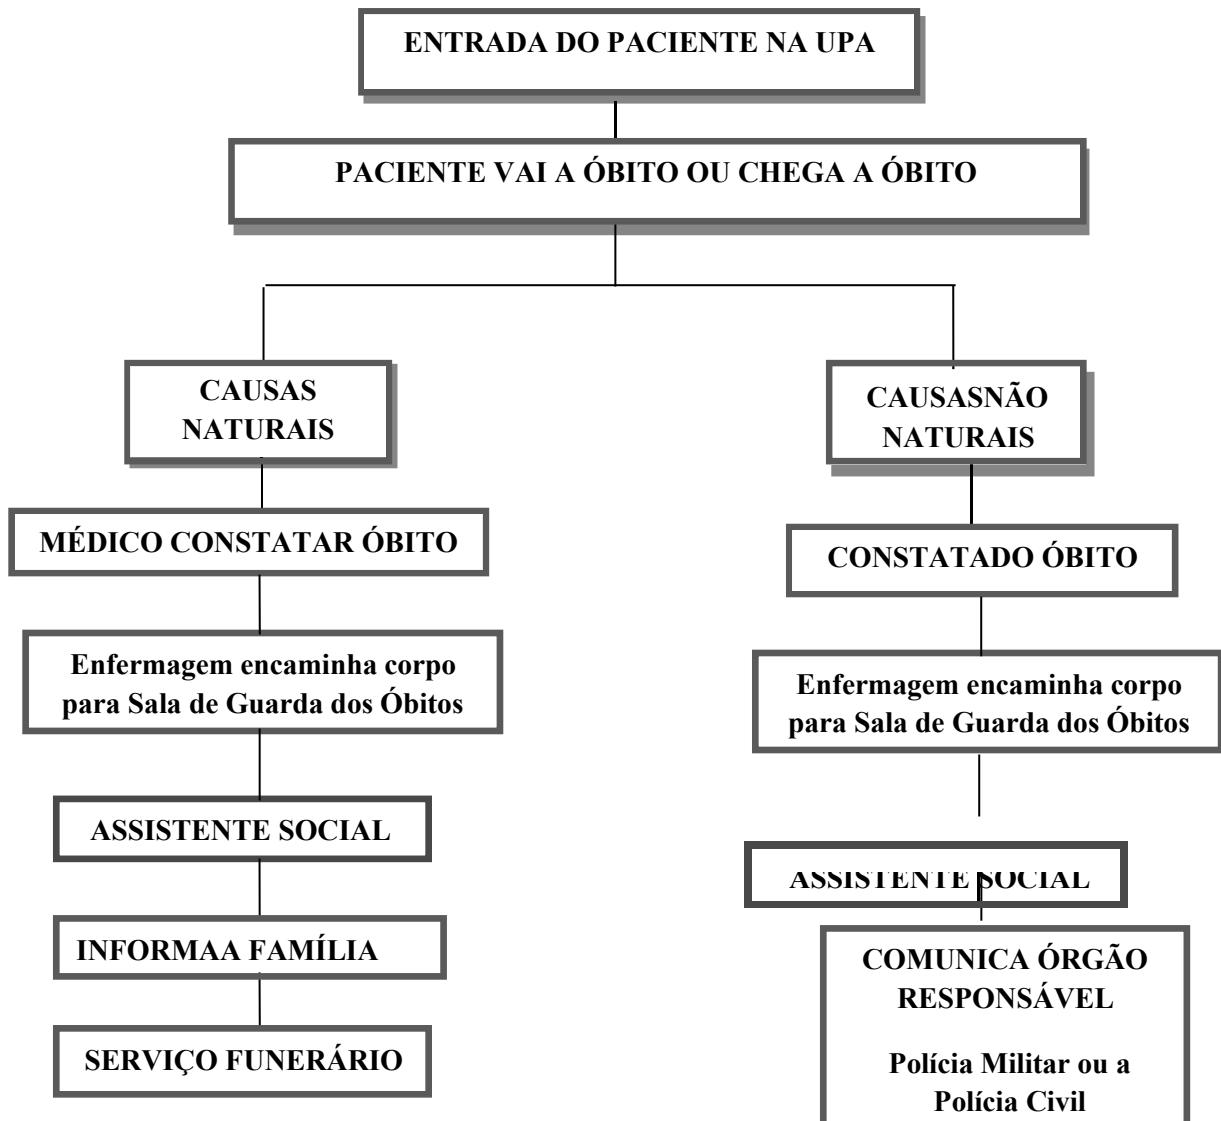 ENTRADA DO PACIENTE NA UPA
PACIENTE VAI A ÓBITO OU CHEGA A ÓBITO
CAUSAS
NATURAIS
MÉDICO CONSTATAR ÓBITO
Enfermagem encaminha corpo
para Sala de Guarda dos Óbitos
ASSISTENTE SOCIAL
INFORMAA FAMÍLIA
SERVIÇO FUNERÁRIO
CAUSASNÃO
NATURAIS
CONSTATADO ÓBITO
Enfermagem encaminha corpo
para Sala de Guarda dos Óbitos
ASSISTENTE SOCIAL
COMUNICA ÓRGÃO
RESPONSÁVEL
Polícia Militar ou a
Polícia Civil